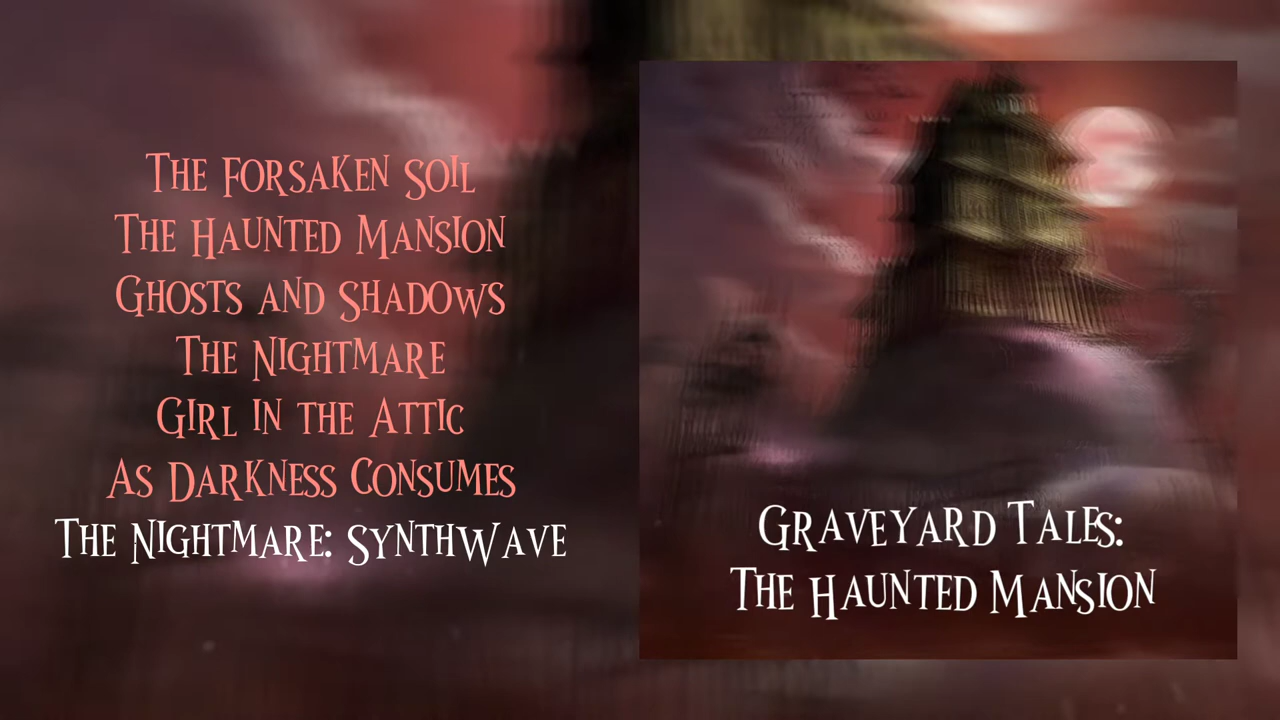 The Forsaken Soil
The Haunted Mansion
Ghosts and Shadows
The Nightmare
Girl in the Attic
As Darkness Consumes
The Nightmare: SynthWave
Graveyard Tales:
The Haunted Mansion